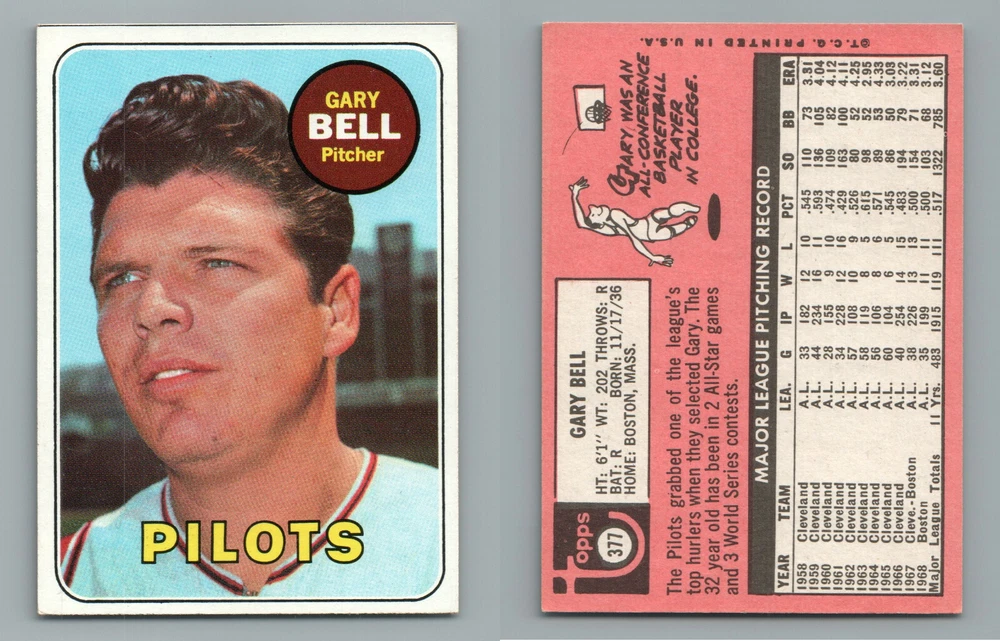 GARY
BELL
Pitcher
PILOTS
topps
377
GARY BELL
HT: 6'1" WT: 202 THROWS: R
BAT: R BORN: 11/17/36
HOME: BOSTON, MASS.
GARY WAS AN
ALL-CONFERENCE
BASKETBALL
PLAYER
IN COLLEGE.
The Pilots grabbed one of the league's
top hurlers when they selected Gary. The
32 year old has been in 2 All-Star games
and 3 World Series contests.
MAJOR LEAGUE PITCHING RECORD
YEAR TEAM LEA. G IP W L PCT SO BB ERA
1958 Cleveland A.L. 33 182 12 10 .545 110 73 3.31
1959 Cleveland A.L. 44 234 16 11 .593 136 105 4.04
1960 Cleveland A.L. 28 155 9 10 .474 109 82 4.12
1961 Cleveland A.L. 34 228 12 16 .429 163 100 4.11
1962 Cleveland A.L. 57 108 10 9 .526 80 52 4.25
1963 Cleveland A.L. 58 119 8 5 .615 98 52 2.95
1964 Cleveland A.L. 56 106 8 6 .571 89 53 4.33
1965 Cleveland A.L. 60 104 6 5 .545 86 50 3.03
1966 Cleveland A.L. 40 254 14 15 .483 194 79 3.22
1967 Cleve.-Boston A.L. 38 226 13 13 .500 154 71 3.31
1968 Boston A.L. 35 199 11 11 .500 103 68 3.12
Major League Totals 11 Yrs. 483 1915 119 111 .517 1322 785 3.60
©T.C.G. PRINTED IN U.S.A.